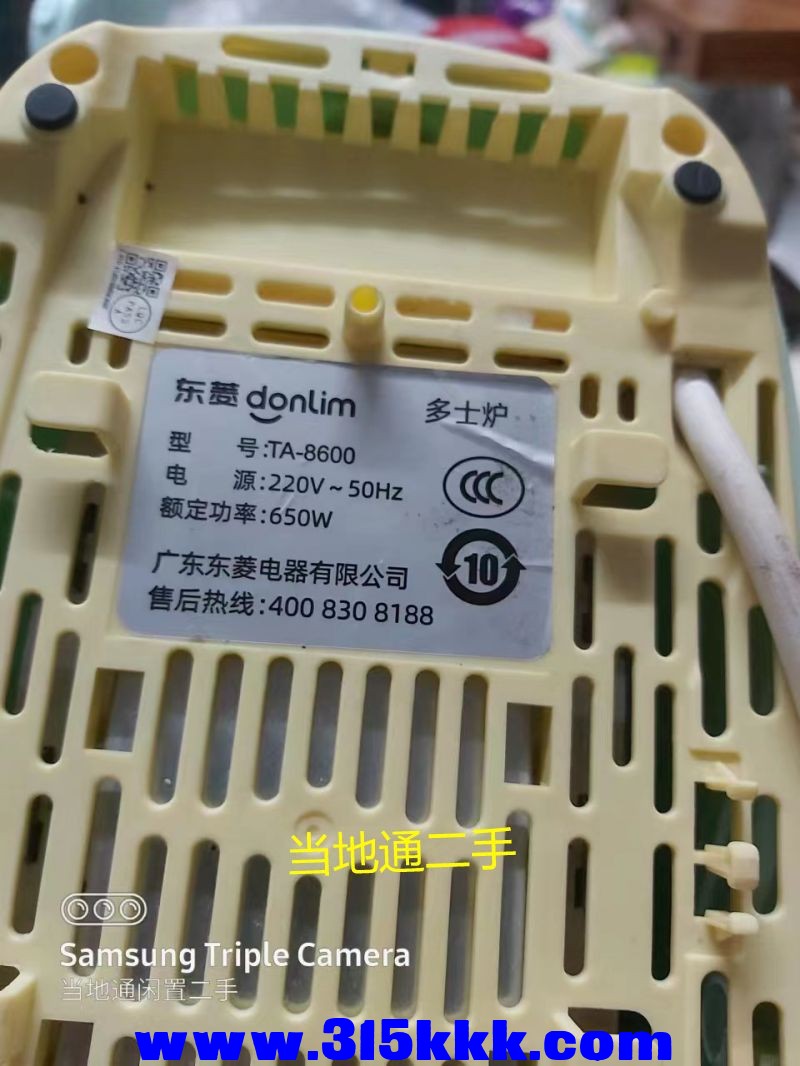 东菱 donlim 多士炉
型 号:TA-8600
电 源:220V~50Hz
额定功率:650W
CCC
10
广东东菱电器有限公司
售后热线:400 830 8188
当地通二手
Samsung Triple Camera
当地通闲置二手
www.315kkk.com